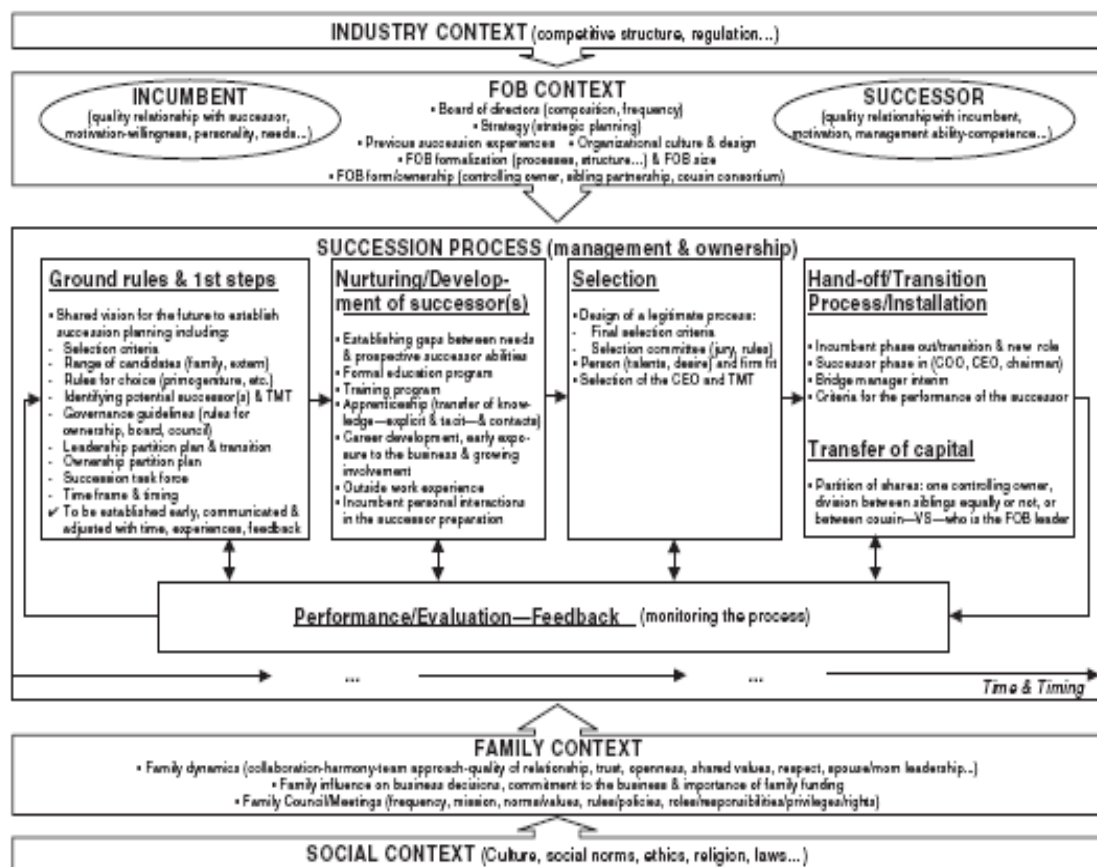 INDUSTRY CONTEXT (competitive structure, regulation...)
FOB CONTEXT
INCUMBENT
(quality relationship with successor,
motivation-willingness, personality, needs...)
▪ Board of directors (composition, frequency)
▪ Strategy (strategic planning)
▪ Previous succession experiences ▪ Organizational culture & design
▪ FOB formalization (processes, structure...) & FOB size
▪ FOB form/ownership (controlling owner, sibling partnership, cousin consortium)
SUCCESSOR
(quality relationship with incumbent,
motivation, management ability-competence...)
SUCCESSION PROCESS (management & ownership)
Ground rules & 1st steps
▪ Shared vision for the future to establish
succession planning including:
- Selection criteria
- Range of candidates (family, extern)
- Rules for choice (primogeniture, etc.)
- Identifying potential successor(s) & TMT
- Governance guidelines (rules for
ownership, board, council)
- Leadership partition plan & transition
- Ownership partition plan
- Succession task force
- Time frame & timing
✔ To be established early, communicated &
adjusted with time, experiences, feedback
Nurturing/Develop-
ment of successor(s)
▪ Establishing gaps between needs
& prospective successor abilities
▪ Formal education program
▪ Training program
▪ Apprenticeship (transfer of know-
ledge—explicit & tacit—& contacts)
▪ Career development, early expo-
sure to the business & growing
involvement
▪ Outside work experience
▪ Incumbent personal interactions
in the successor preparation
Selection
▪ Design of a legitimate process:
- Final selection criteria
- Selection committee (jury, rules)
▪ Person (talents, desire) and firm fit
▪ Selection of the CEO and TMT
Hand-off/Transition
Process/Installation
▪ Incumbent phase out/transition & new role
▪ Successor phase in (COO, CEO, chairman)
▪ Bridge manager interim
▪ Criteria for the performance of the successor
Transfer of capital
▪ Partition of shares: one controlling owner,
division between siblings equally or not, or
between cousin—VS—who is the FOB leader
Performance/Evaluation—Feedback (monitoring the process)
... ...
Time & Timing
FAMILY CONTEXT
▪ Family dynamics (collaboration-harmony-team approach-quality of relationship, trust, openness, shared values, respect, spouse/mom leadership...)
▪ Family influence on business decisions, commitment to the business & importance of family funding
▪ Family Council/Meetings (frequency, mission, norms/values, rules/policies, roles/responsibilities/privileges/rights)
SOCIAL CONTEXT (Culture, social norms, ethics, religion, laws...)